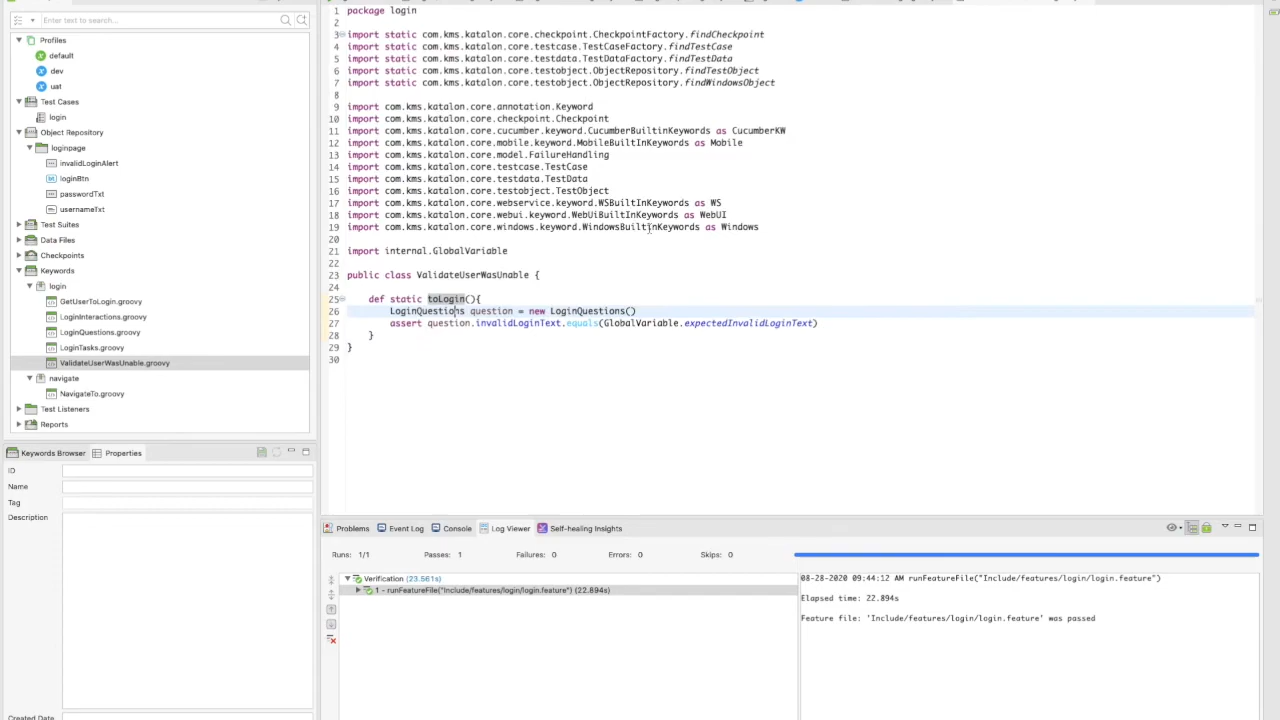 Enter text to search...
Profiles
default
dev
uat
Test Cases
login
Object Repository
loginpage
invalidLoginAlert
loginBtn
passwordTxt
usernameTxt
Test Suites
Data Files
Checkpoints
Keywords
login
GetUserToLogin.groovy
LoginInteractions.groovy
LoginQuestions.groovy
LoginTasks.groovy
ValidateUserWasUnable.groovy
navigate
NavigateTo.groovy
Test Listeners
Reports
Keywords Browser Properties
ID
Name
Tag
Description
Created Date
1 package login
2
3 import static com.kms.katalon.core.checkpoint.CheckpointFactory.findCheckpoint
4 import static com.kms.katalon.core.testcase.TestCaseFactory.findTestCase
5 import static com.kms.katalon.core.testdata.TestDataFactory.findTestData
6 import static com.kms.katalon.core.testobject.ObjectRepository.findTestObject
7 import static com.kms.katalon.core.testobject.ObjectRepository.findWindowsObject
8
9 import com.kms.katalon.core.annotation.Keyword
10 import com.kms.katalon.core.checkpoint.Checkpoint
11 import com.kms.katalon.core.cucumber.keyword.CucumberBuiltinKeywords as CucumberKW
12 import com.kms.katalon.core.mobile.keyword.MobileBuiltInKeywords as Mobile
13 import com.kms.katalon.core.model.FailureHandling
14 import com.kms.katalon.core.testcase.TestCase
15 import com.kms.katalon.core.testdata.TestData
16 import com.kms.katalon.core.testobject.TestObject
17 import com.kms.katalon.core.webservice.keyword.WSBuiltInKeywords as WS
18 import com.kms.katalon.core.webui.keyword.WebUiBuiltInKeywords as WebUI
19 import com.kms.katalon.core.windows.keyword.WindowsBuiltinKeywords as Windows
20
21 import internal.GlobalVariable
22
23 public class ValidateUserWasUnable {
24
25 def static toLogin(){
26 LoginQuestions question = new LoginQuestions()
27 assert question.invalidLoginText.equals(GlobalVariable.expectedInvalidLoginText)
28 }
29 }
30
Problems Event Log Console Log Viewer Self-healing Insights
Runs: 1/1 Passes: 1 Failures: 0 Errors: 0 Skips: 0
Verification (23.561s)
1 - runFeatureFile("Include/features/login/login.feature") (22.894s)
08-28-2020 09:44:12 AM runFeatureFile("Include/features/login/login.feature")
Elapsed time: 22.894s
Feature file: 'Include/features/login/login.feature' was passed